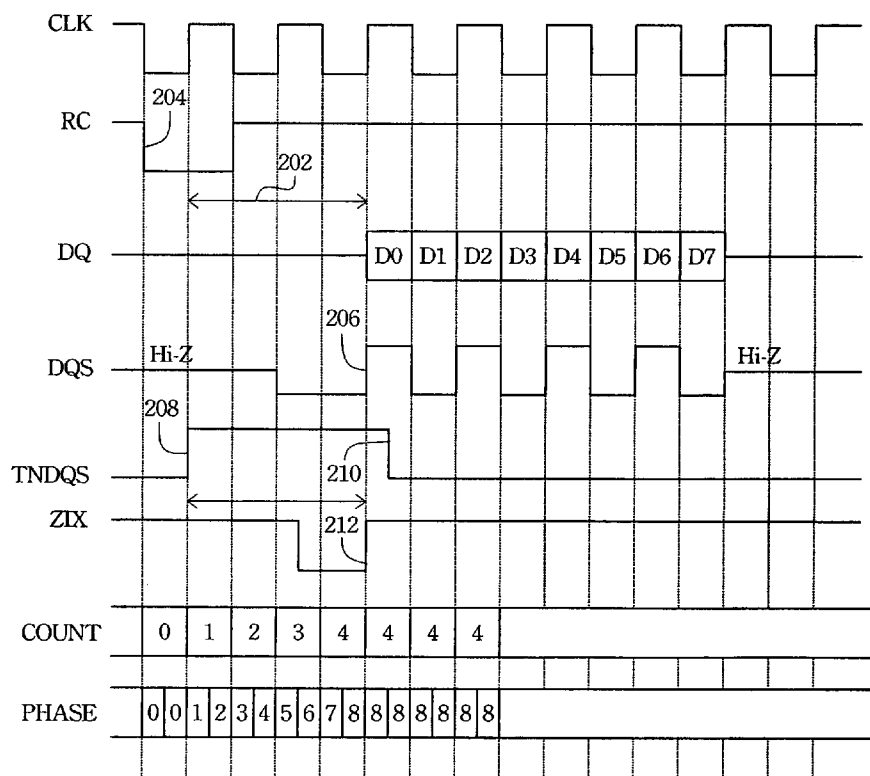 CLK
204
RC
202
DQ D0 D1 D2 D3 D4 D5 D6 D7
206
DQS Hi-Z Hi-Z
208
210
TNDQS
ZIX 212
COUNT 0 1 2 3 4 4 4 4
PHASE 0 0 1 2 3 4 5 6 7 8 8 8 8 8 8 8